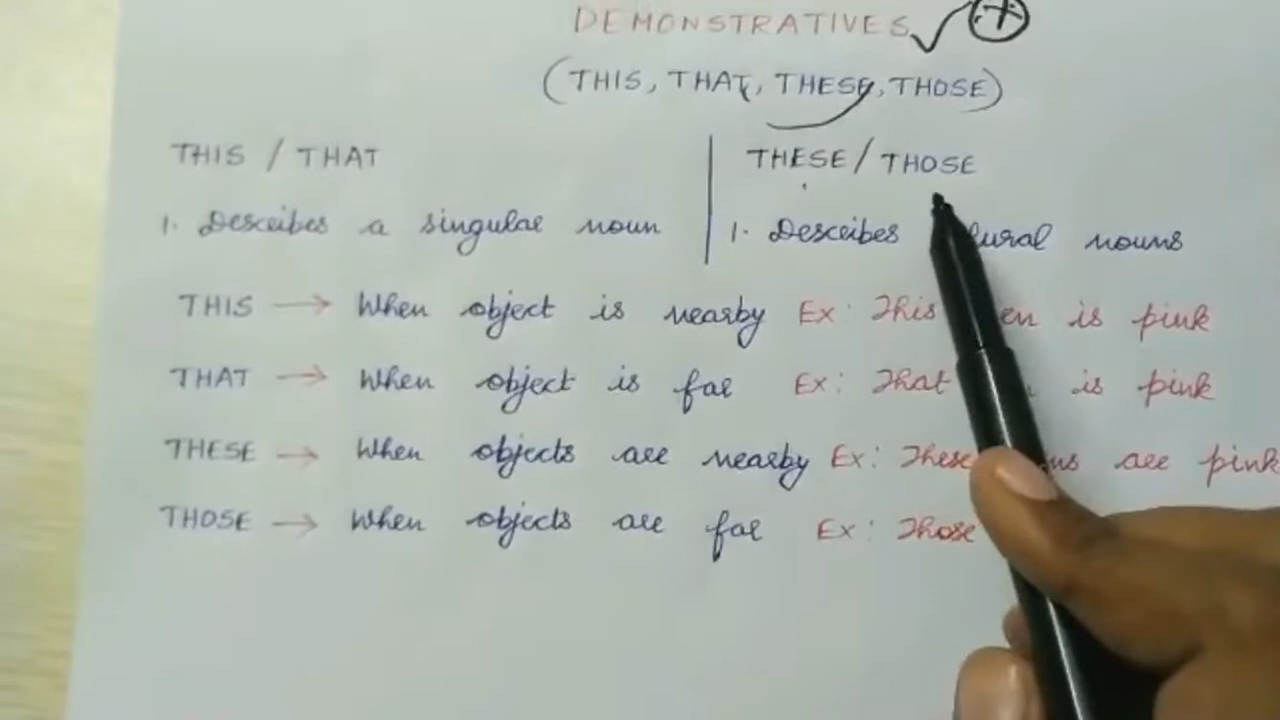 DEMONSTRATIVES
(THIS, THAT, THESE, THOSE)
THIS / THAT
1. Describes a singular noun
THESE / THOSE
1. Describes plural nouns
THIS → When object is nearby Ex: This is pink
THAT → When object is far Ex: That is pink
THESE → When objects are nearby Ex: These are pink
THOSE → When objects are far Ex: Those